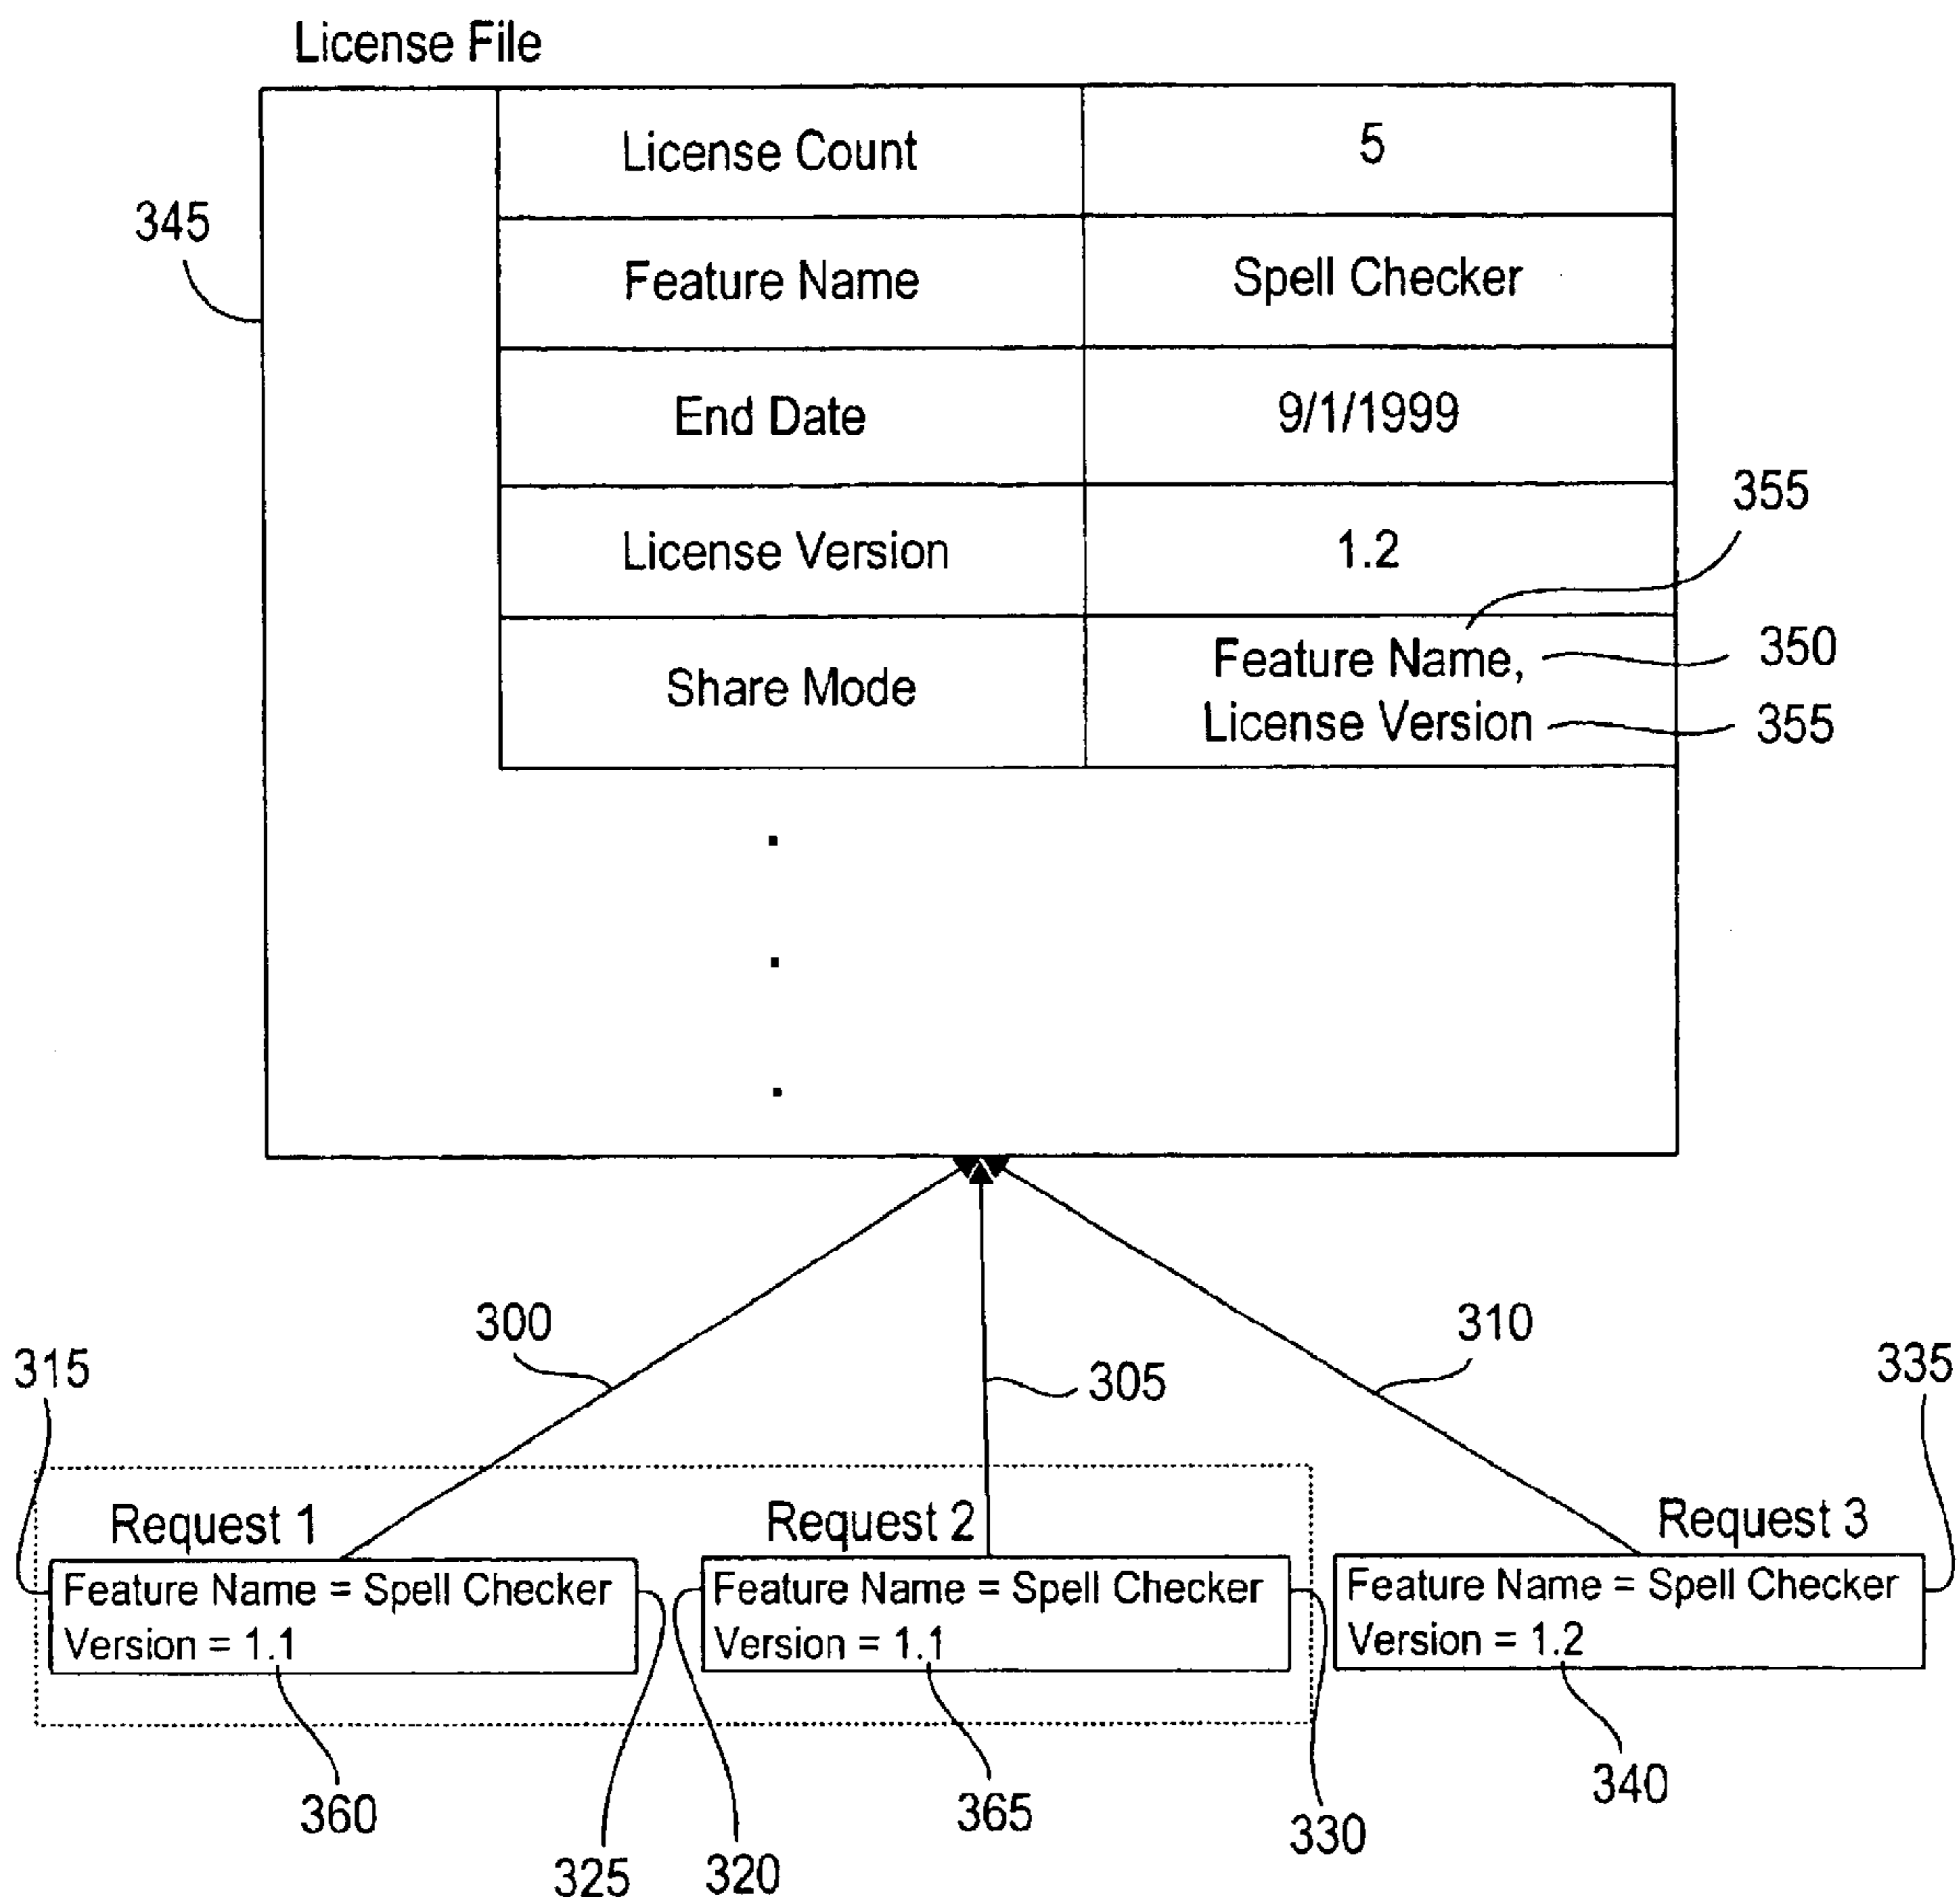 License File
License Count 5
345
Feature Name Spell Checker
End Date 9/1/1999
355
License Version 1.2
Share Mode Feature Name, 350
License Version 355
.
.
.
300
310
315
305
335
Request 1 Request 2 Request 3
Feature Name = Spell Checker Feature Name = Spell Checker Feature Name = Spell Checker
Version = 1.1 Version = 1.1 Version = 1.2
360
365
340
325
320
330